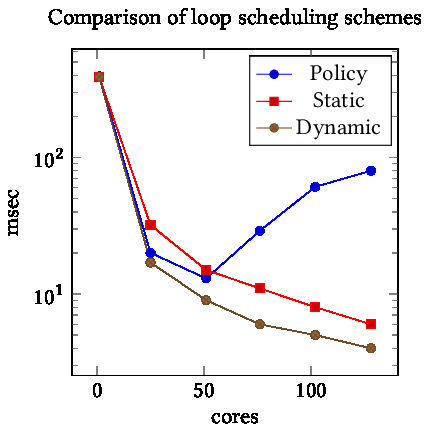 Comparison of loop scheduling schemes
Policy
Static
Dynamic
10²
10¹
msec
0
50
100
cores